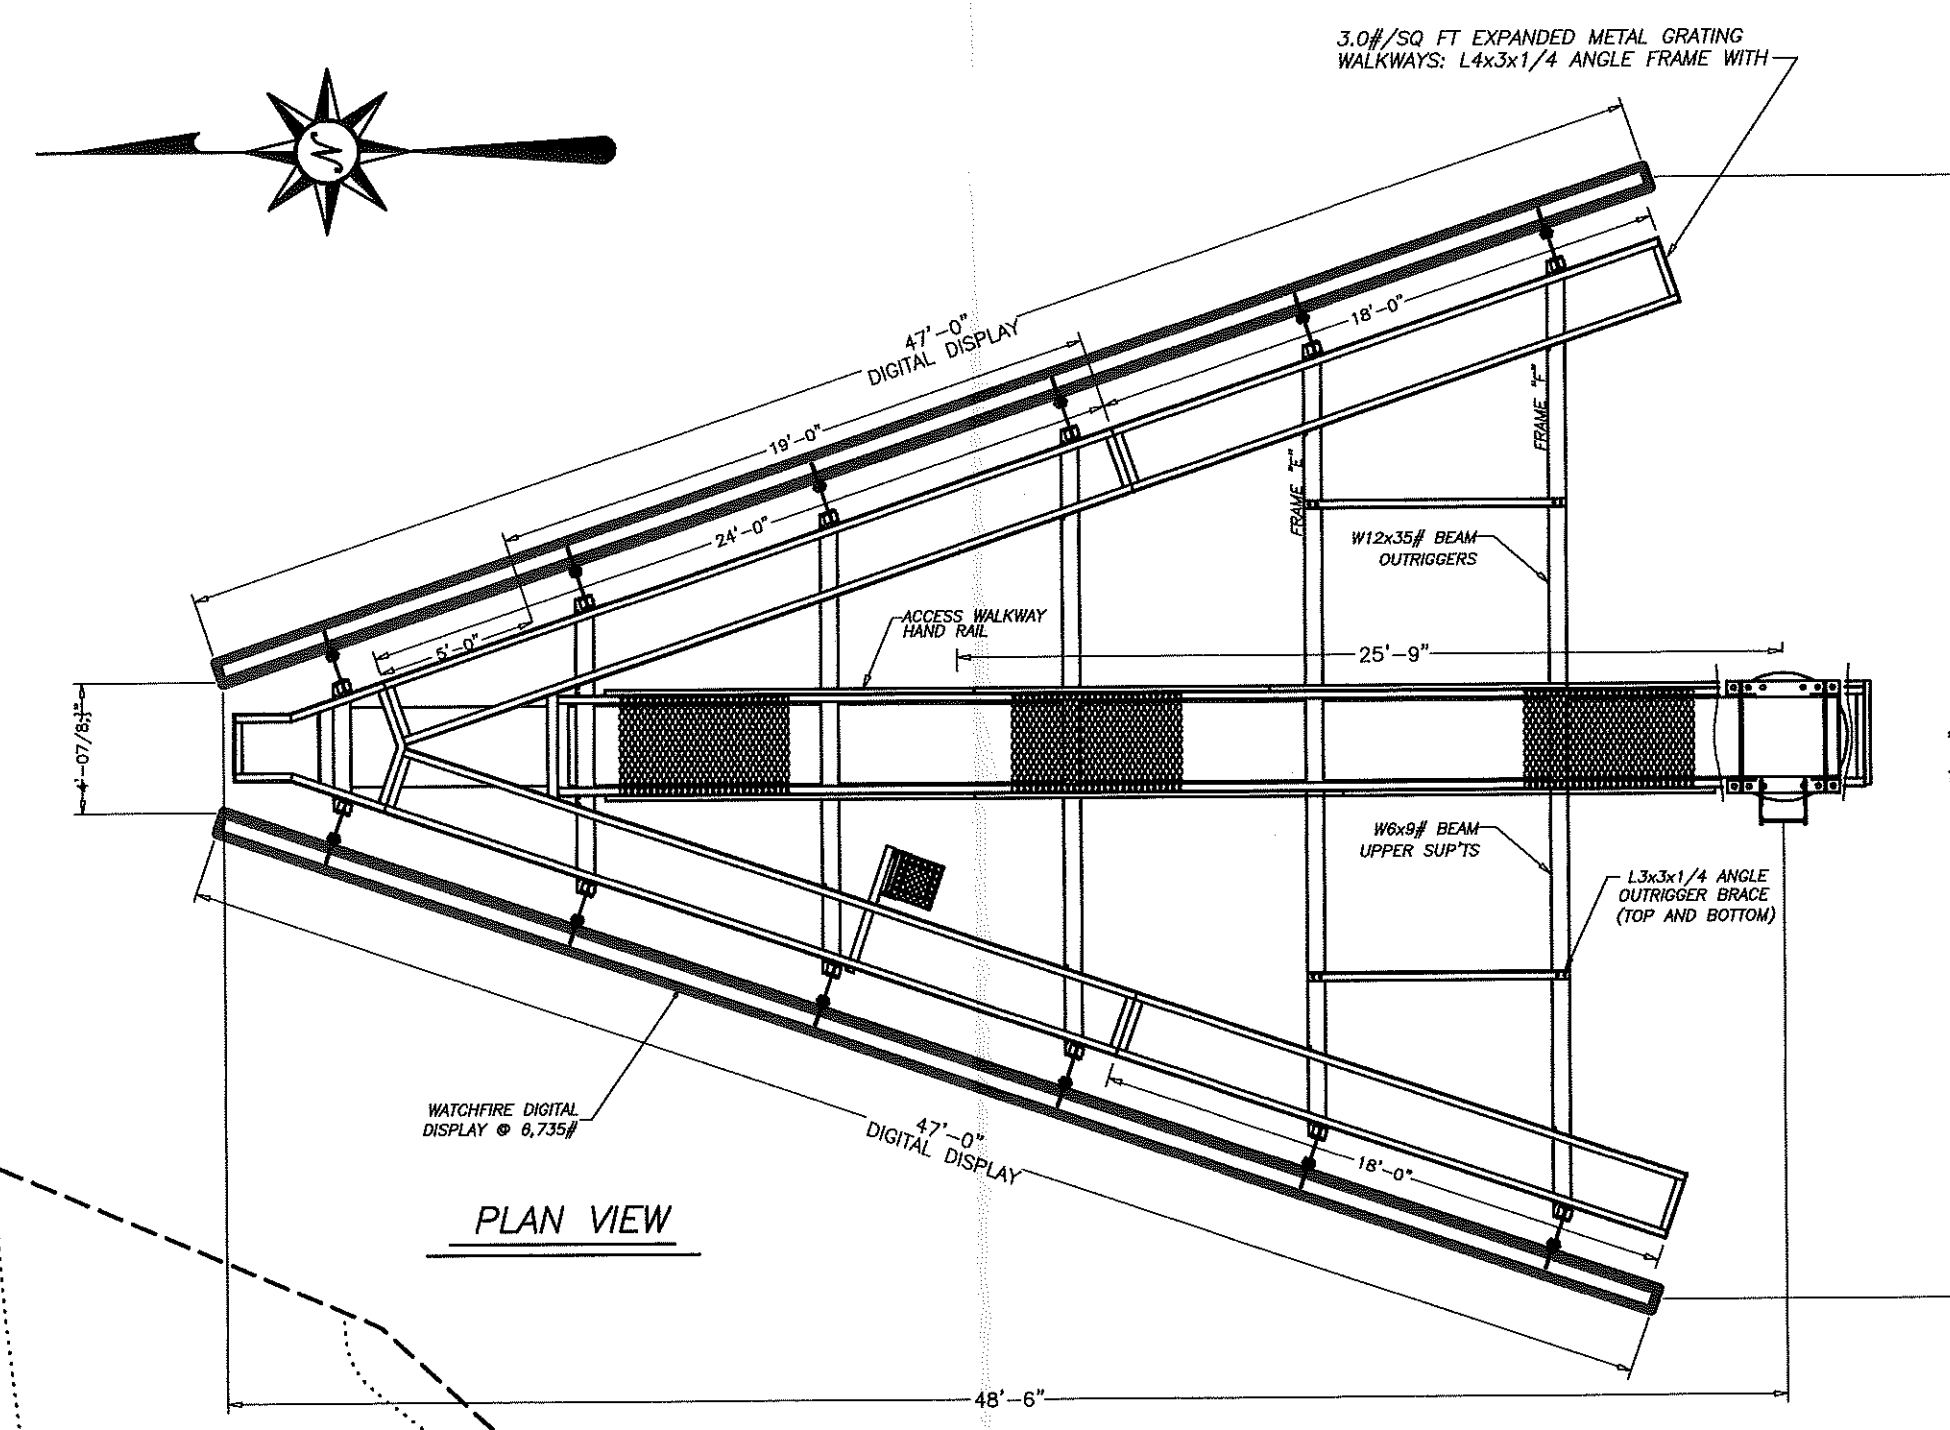 3.0#/SQ FT EXPANDED METAL GRATING
WALKWAYS: L4x3x1/4 ANGLE FRAME WITH
N
47'-0"
DIGITAL DISPLAY
18'-0"
19'-0"
24'-0"
5'-0"
FRAME "E"
FRAME "F"
W12x35# BEAM
OUTRIGGERS
ACCESS WALKWAY
HAND RAIL
25'-9"
4'-07/8;}"
W6x9# BEAM
UPPER SUP'TS
L3x3x1/4 ANGLE
OUTRIGGER BRACE
(TOP AND BOTTOM)
WATCHFIRE DIGITAL
DISPLAY @ 6,735#
47'-0"
DIGITAL DISPLAY
18'-0"
PLAN VIEW
48'-6"